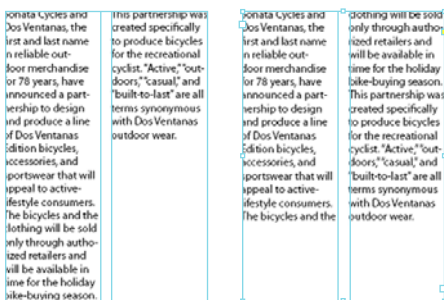 Sonata Cycles and
Dos Ventanas, the
first and last name
in reliable out-
door merchandise
for 78 years, have
announced a part-
nership to design
and produce a line
of Dos Ventanas
Edition bicycles,
accessories, and
sportswear that will
appeal to active-
lifestyle consumers.
The bicycles and the
clothing will be sold
only through autho-
rized retailers and
will be available in
time for the holiday
bike-buying season.
This partnership was
created specifically
to produce bicycles
for the recreational
cyclist. "Active," "out-
doors," "casual," and
"built-to-last" are all
terms synonymous
with Dos Ventanas
outdoor wear.
Sonata Cycles and
Dos Ventanas, the
first and last name
in reliable out-
door merchandise
for 78 years, have
announced a part-
nership to design
and produce a line
of Dos Ventanas
Edition bicycles,
accessories, and
sportswear that will
appeal to active-
lifestyle consumers.
The bicycles and the
clothing will be sold
only through autho-
rized retailers and
will be available in
time for the holiday
bike-buying season.
This partnership was
created specifically
to produce bicycles
for the recreational
cyclist. "Active," "out-
doors," "casual," and
"built-to-last" are all
terms synonymous
with Dos Ventanas
outdoor wear.